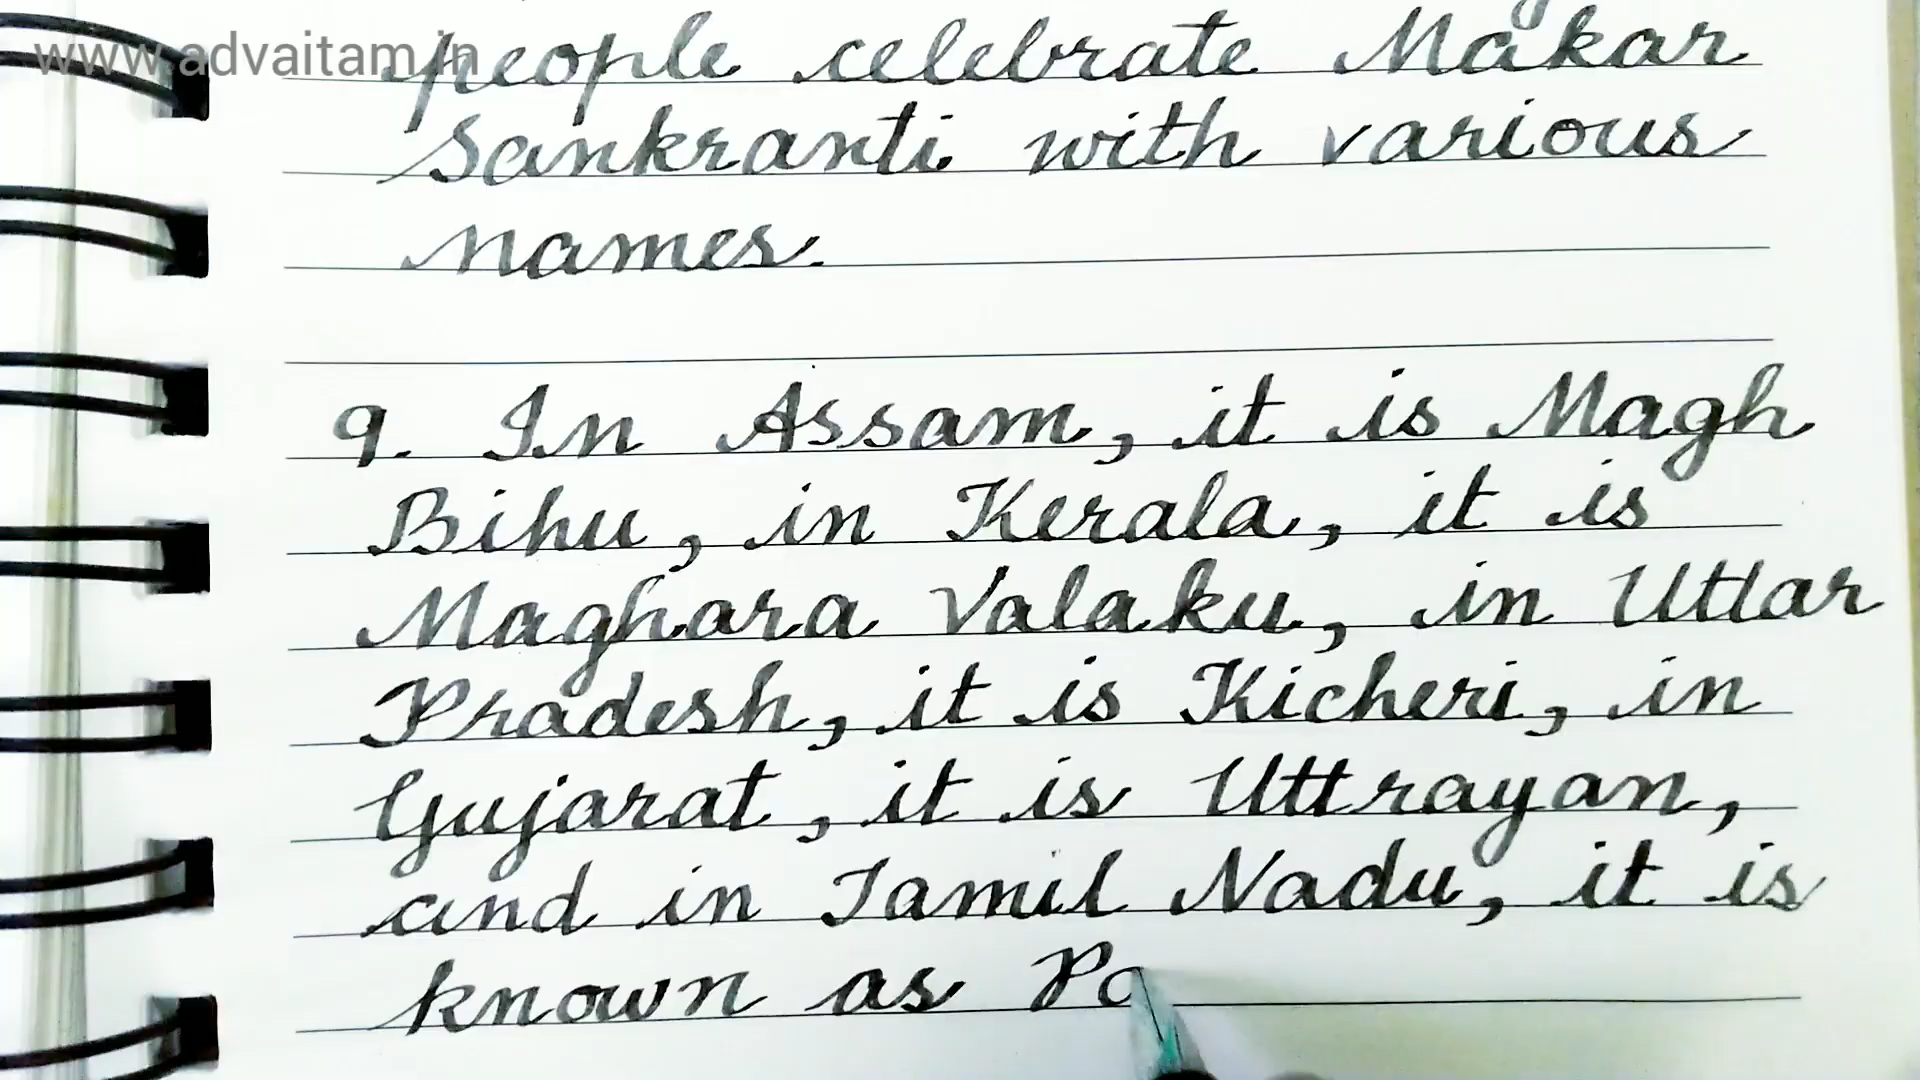 www.advaitam.in
people celebrate Makar
Sankranti with various
names.
9. In Assam, it is Magh
Bihu, in Kerala, it is
Maghara Valaku, in Uttar
Pradesh, it is Kicheri, in
Gujarat, it is Uttrayan,
and in Tamil Nadu, it is
known as Po